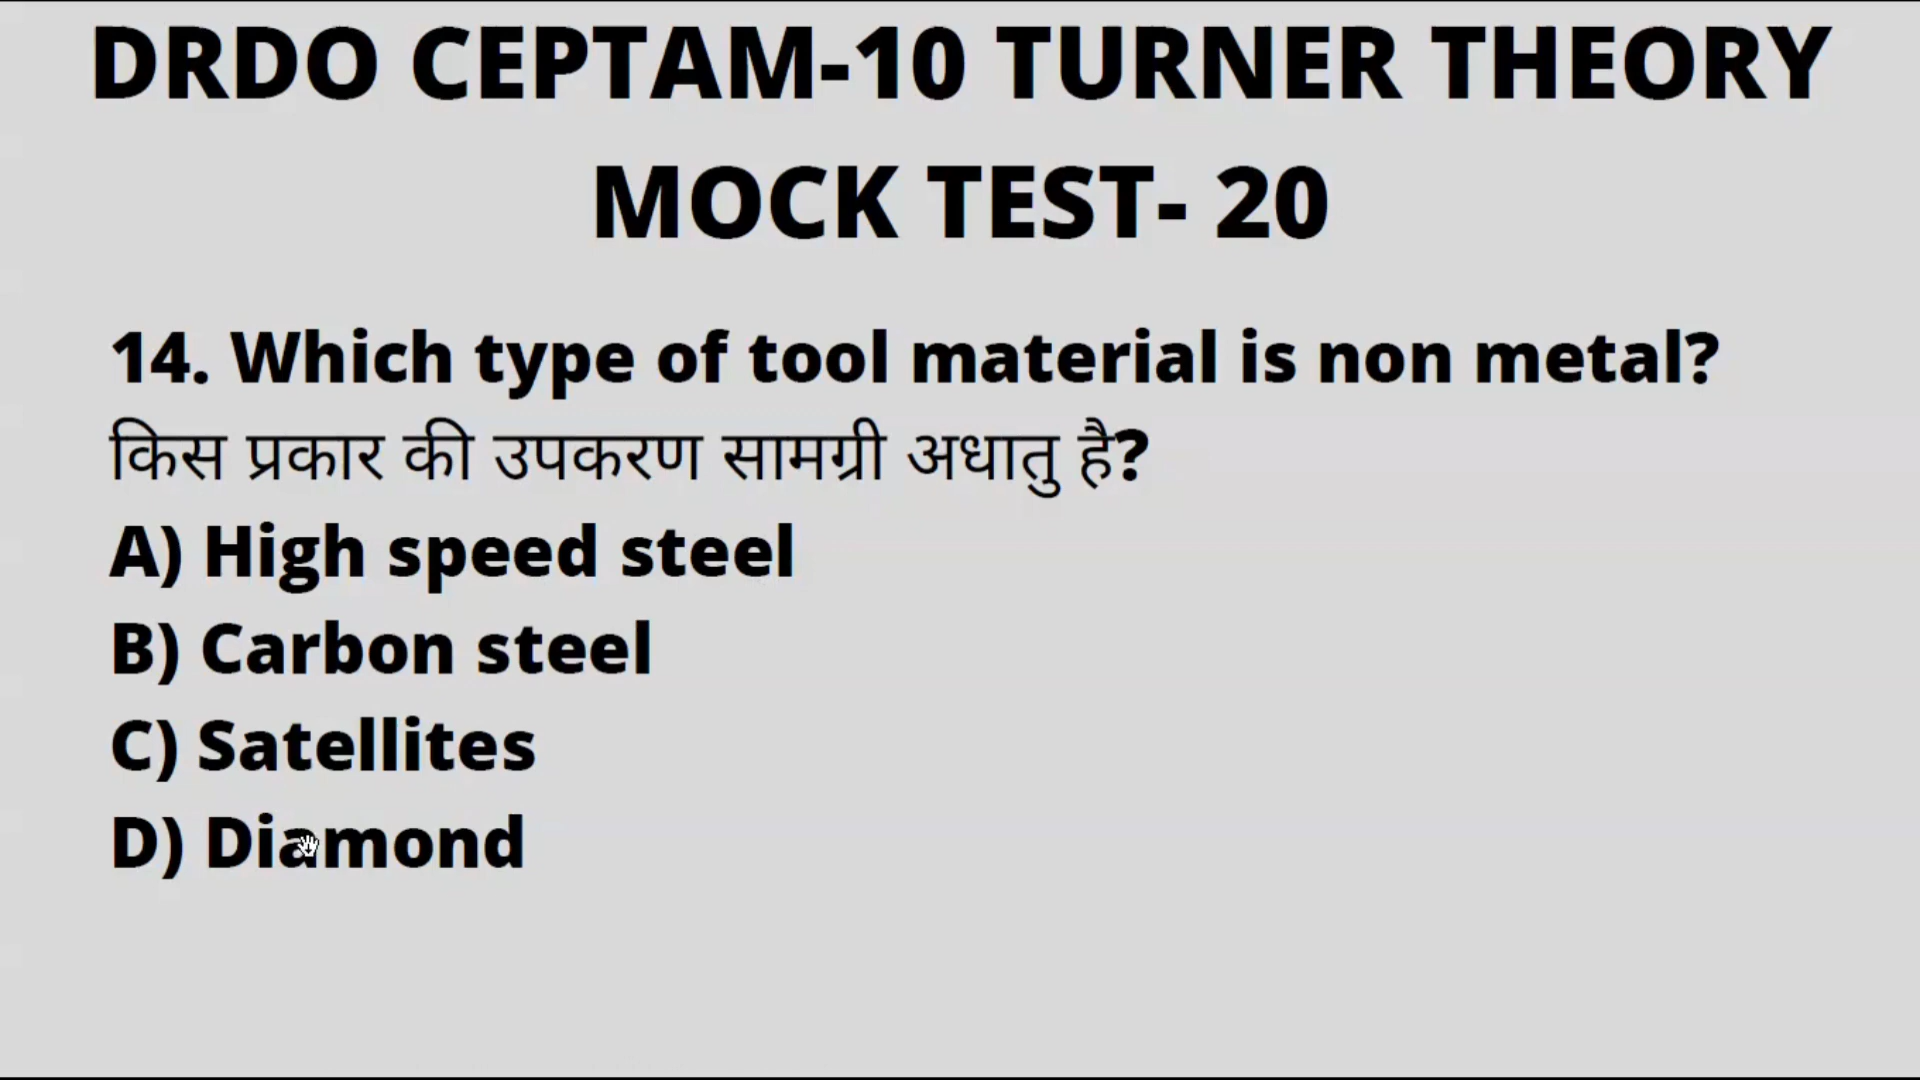 DRDO CEPTAM-10 TURNER THEORY
MOCK TEST- 20
14. Which type of tool material is non metal?
किस प्रकार की उपकरण सामग्री अधातु है?
A) High speed steel
B) Carbon steel
C) Satellites
D) Diamond